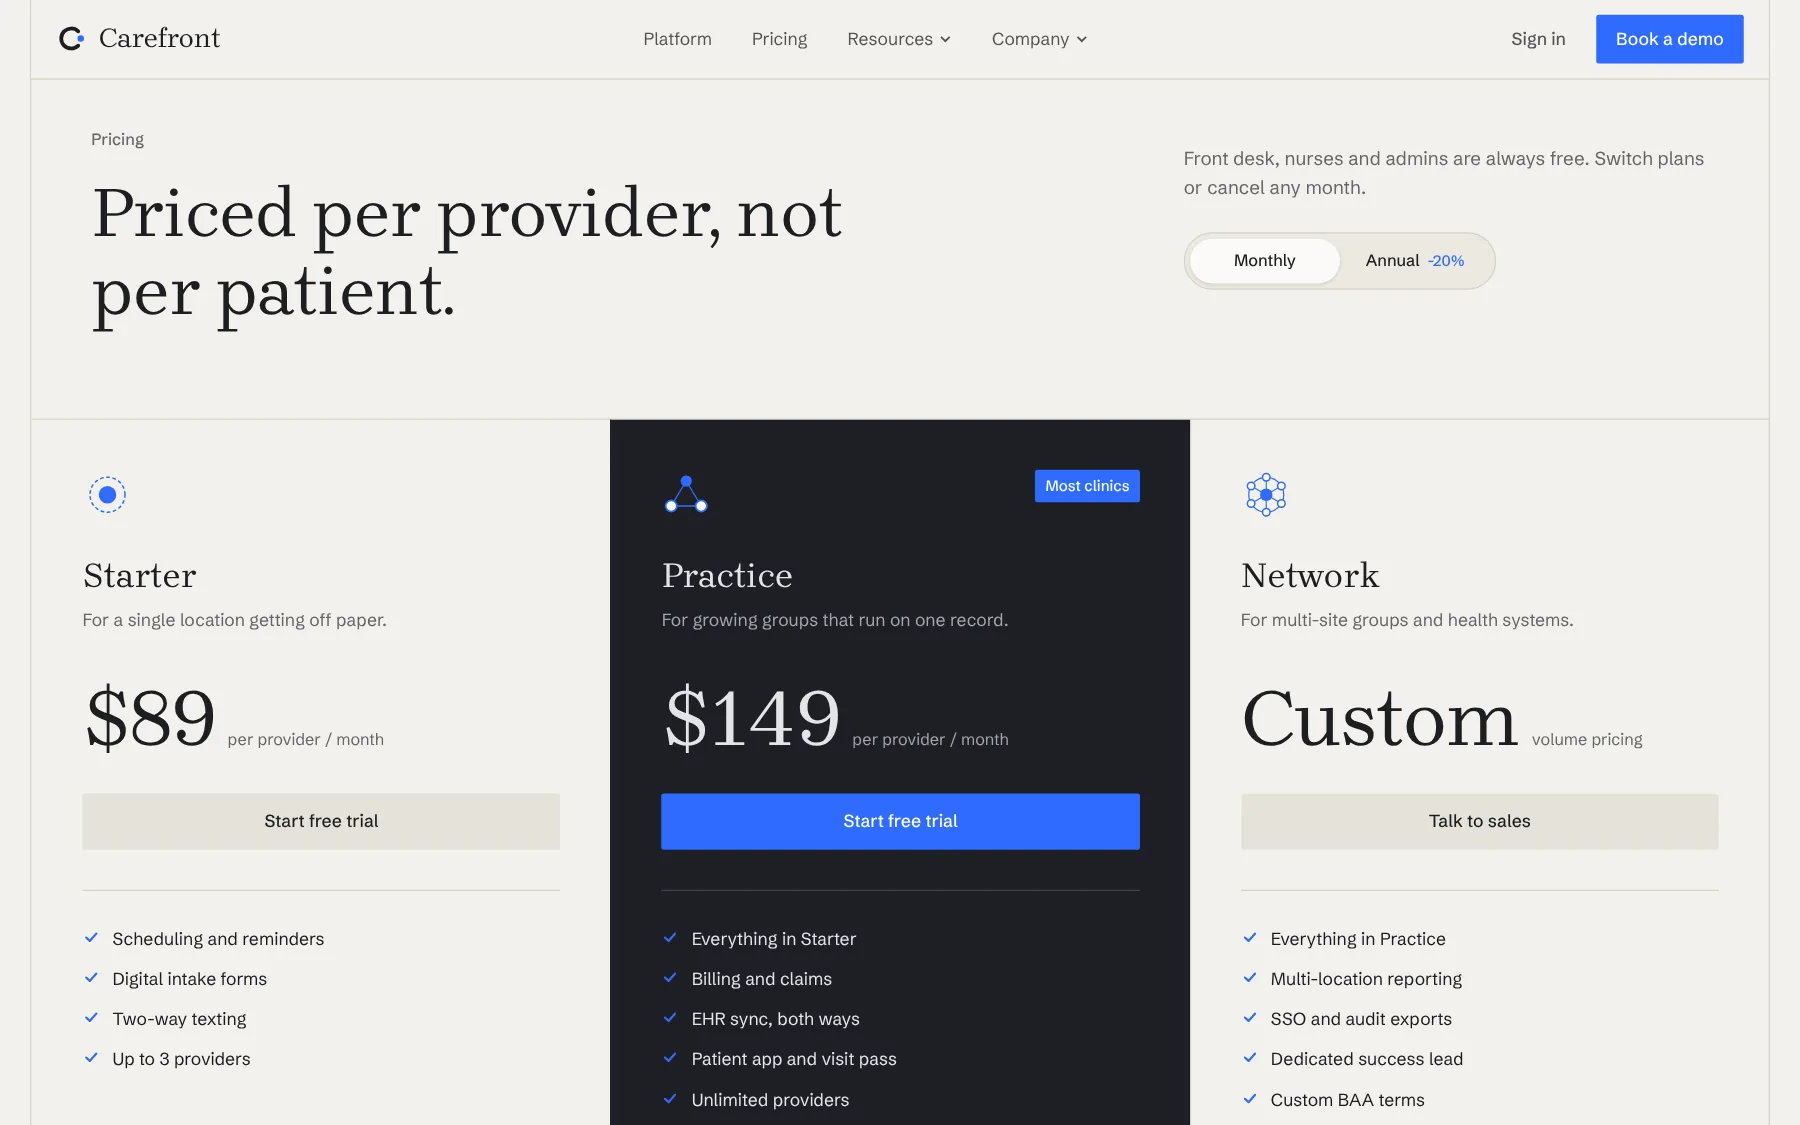 Carefront
Platform
Pricing
Resources
Company
Sign in
Book a demo
Pricing
Priced per provider, not
per patient.
Front desk, nurses and admins are always free. Switch plans
or cancel any month.
Monthly
Annual -20%
Starter
For a single location getting off paper.
$89 per provider / month
Start free trial
Scheduling and reminders
Digital intake forms
Two-way texting
Up to 3 providers
Most clinics
Practice
For growing groups that run on one record.
$149 per provider / month
Start free trial
Everything in Starter
Billing and claims
EHR sync, both ways
Patient app and visit pass
Unlimited providers
Network
For multi-site groups and health systems.
Custom volume pricing
Talk to sales
Everything in Practice
Multi-location reporting
SSO and audit exports
Dedicated success lead
Custom BAA terms